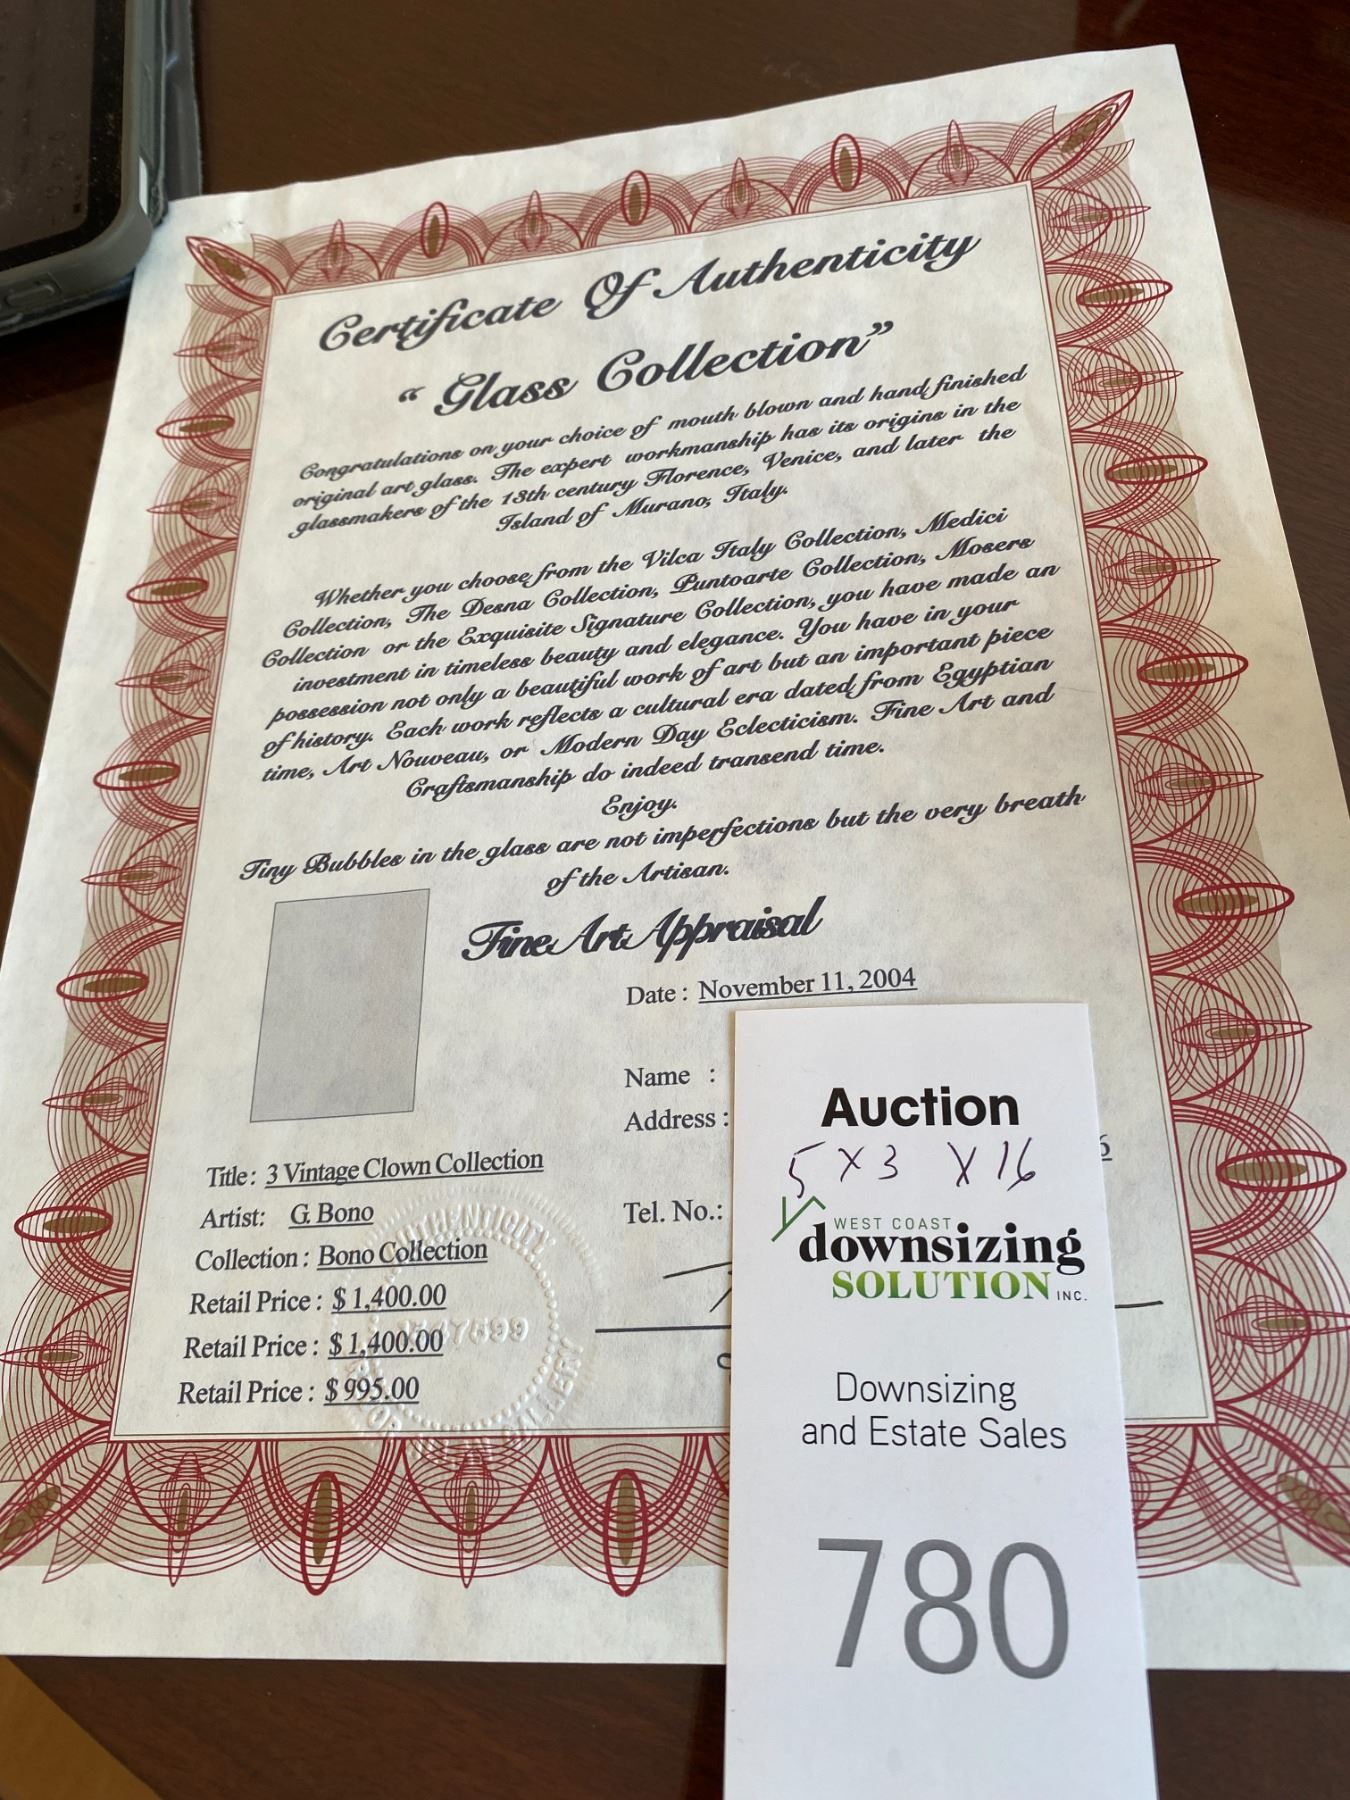 Certificate Of Authenticity
“ Glass Collection”
Congratulations on your choice of mouth blown and hand finished
original art glass. The expert workmanship has its origins in the
glassmakers of the 13th century Florence, Venice, and later the
Island of Murano, Italy.
Whether you choose from the Vilca Italy Collection, Medici
Collection, The Desna Collection, Puntoarte Collection, Mosers
Collection or the Exquisite Signature Collection, you have made an
investment in timeless beauty and elegance. You have in your
possession not only a beautiful work of art but an important piece
of history. Each work reflects a cultural era dated from Egyptian
time, Art Nouveau, or Modern Day Eclecticism. Fine Art and
Craftsmanship do indeed transend time.
Enjoy.
Tiny Bubbles in the glass are not imperfections but the very breath
of the Artisan.
Fine Art Appraisal
Date : November 11, 2004
Name :
Address :
6
Tel. No.:
Title : 3 Vintage Clown Collection
Artist: G. Bono
Collection : Bono Collection
Retail Price : $ 1,400.00
Retail Price : $ 1,400.00
Retail Price : $ 995.00
AUTHENTICITY
GALLERY
Auction
5 x 3 x 16
WEST COAST
downsizing
SOLUTION INC.
Downsizing
and Estate Sales
780